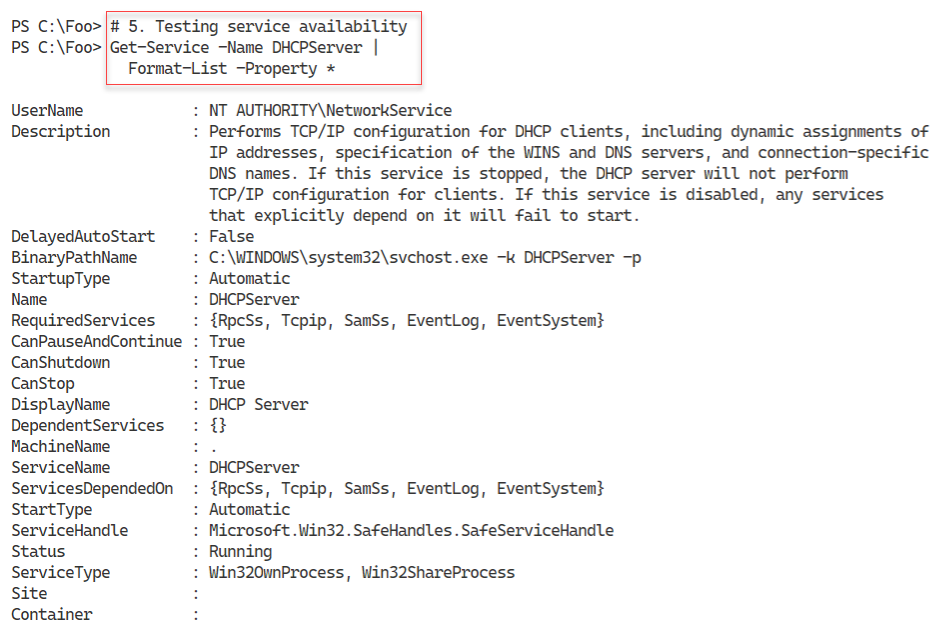 PS C:\Foo> # 5. Testing service availability
PS C:\Foo> Get-Service -Name DHCPServer |
Format-List -Property *
UserName : NT AUTHORITY\NetworkService
Description : Performs TCP/IP configuration for DHCP clients, including dynamic assignments of
IP addresses, specification of the WINS and DNS servers, and connection-specific
DNS names. If this service is stopped, the DHCP server will not perform
TCP/IP configuration for clients. If this service is disabled, any services
that explicitly depend on it will fail to start.
DelayedAutoStart : False
BinaryPathName : C:\WINDOWS\system32\svchost.exe -k DHCPServer -p
StartupType : Automatic
Name : DHCPServer
RequiredServices : {RpcSs, Tcpip, SamSs, EventLog, EventSystem}
CanPauseAndContinue : True
CanShutdown : True
CanStop : True
DisplayName : DHCP Server
DependentServices : {}
MachineName : .
ServiceName : DHCPServer
ServicesDependedOn : {RpcSs, Tcpip, SamSs, EventLog, EventSystem}
StartType : Automatic
ServiceHandle : Microsoft.Win32.SafeHandles.SafeServiceHandle
Status : Running
ServiceType : Win32OwnProcess, Win32ShareProcess
Site :
Container :